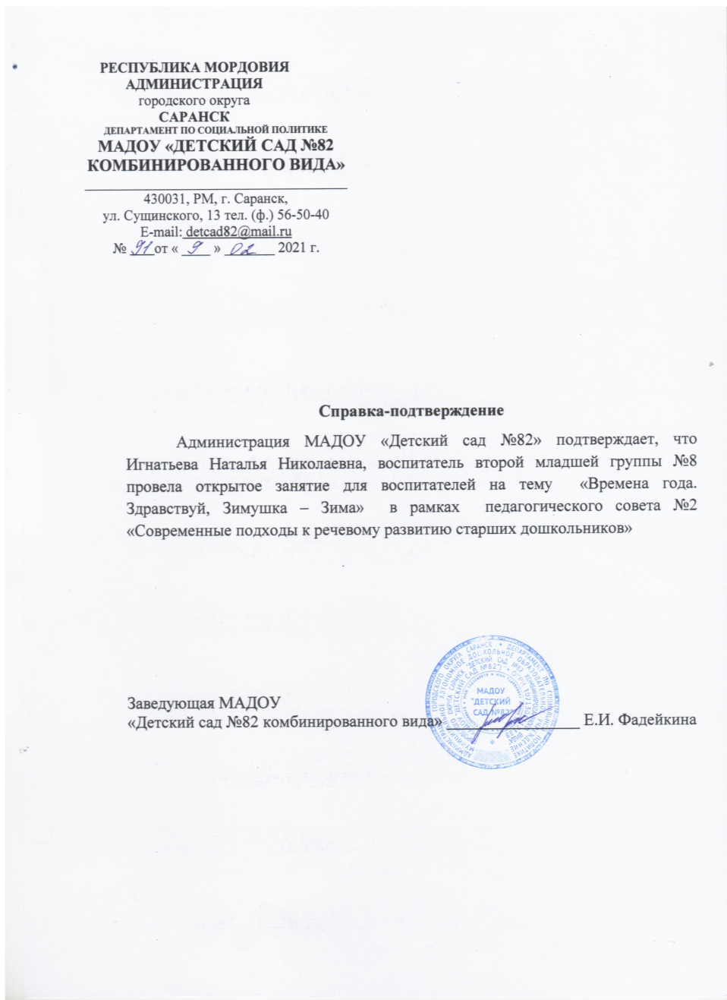 РЕСПУБЛИКА МОРДОВИЯ
АДМИНИСТРАЦИЯ
городского округа
САРАНСК
ДЕПАРТАМЕНТ ПО СОЦИАЛЬНОЙ ПОЛИТИКЕ
МАДОУ «ДЕТСКИЙ САД №82
КОМБИНИРОВАННОГО ВИДА»
430031, РМ, г. Саранск,
ул. Сущинского, 13 тел. (ф.) 56-50-40
E-mail: detcad82@mail.ru
№ 91 от « 9 » 02 2021 г.
Справка-подтверждение
Администрация МАДОУ «Детский сад №82» подтверждает, что
Игнатьева Наталья Николаевна, воспитатель второй младшей группы №8
провела открытое занятие для воспитателей на тему «Времена года.
Здравствуй, Зимушка – Зима» в рамках педагогического совета №2
«Современные подходы к речевому развитию старших дошкольников»
Заведующая МАДОУ
«Детский сад №82 комбинированного вида» Е.И. Фадейкина
МАДОУ
"ДЕТСКИЙ
САД №82"